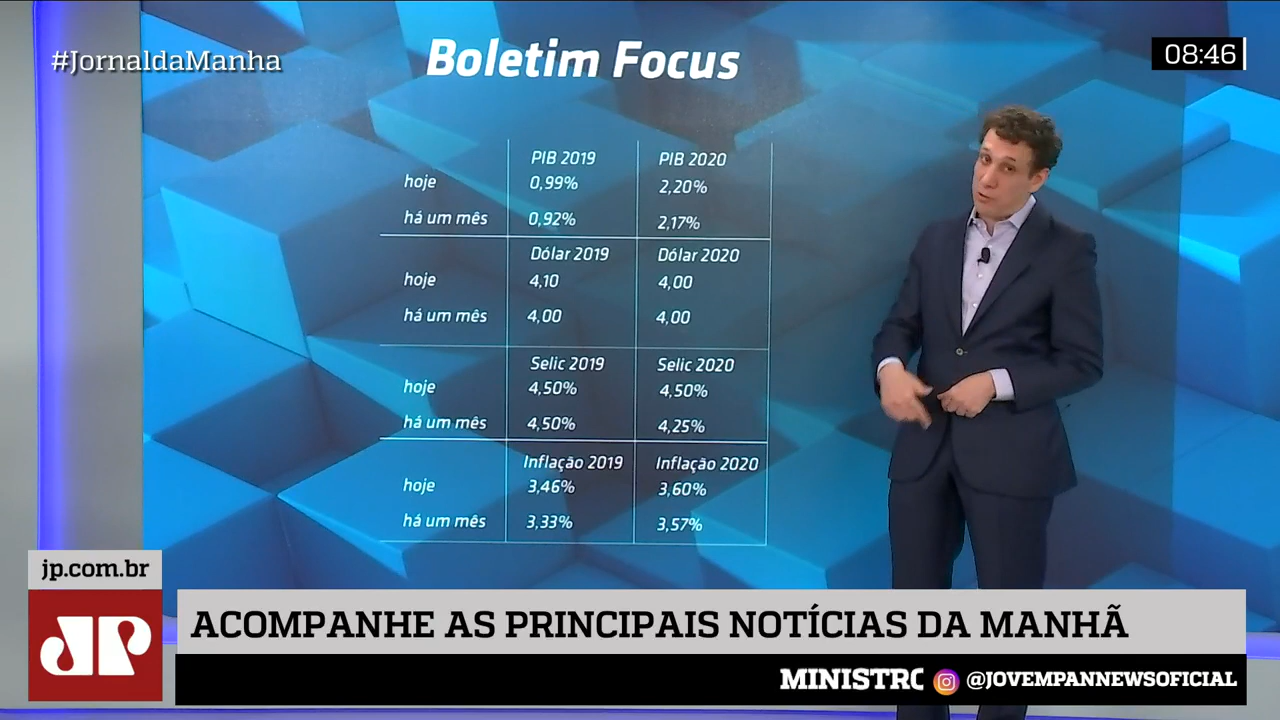 #JornaldaManha
Boletim Focus
08:46
PIB 2019 PIB 2020
hoje 0,99% 2,20%
há um mês 0,92% 2,17%
Dólar 2019 Dólar 2020
hoje 4,10 4,00
há um mês 4,00 4,00
Selic 2019 Selic 2020
hoje 4,50% 4,50%
há um mês 4,50% 4,25%
Inflação 2019 Inflação 2020
hoje 3,46% 3,60%
há um mês 3,33% 3,57%
jp.com.br
JP
ACOMPANHE AS PRINCIPAIS NOTÍCIAS DA MANHÃ
MINISTRO @JOVEMPANNEWSOFICIAL